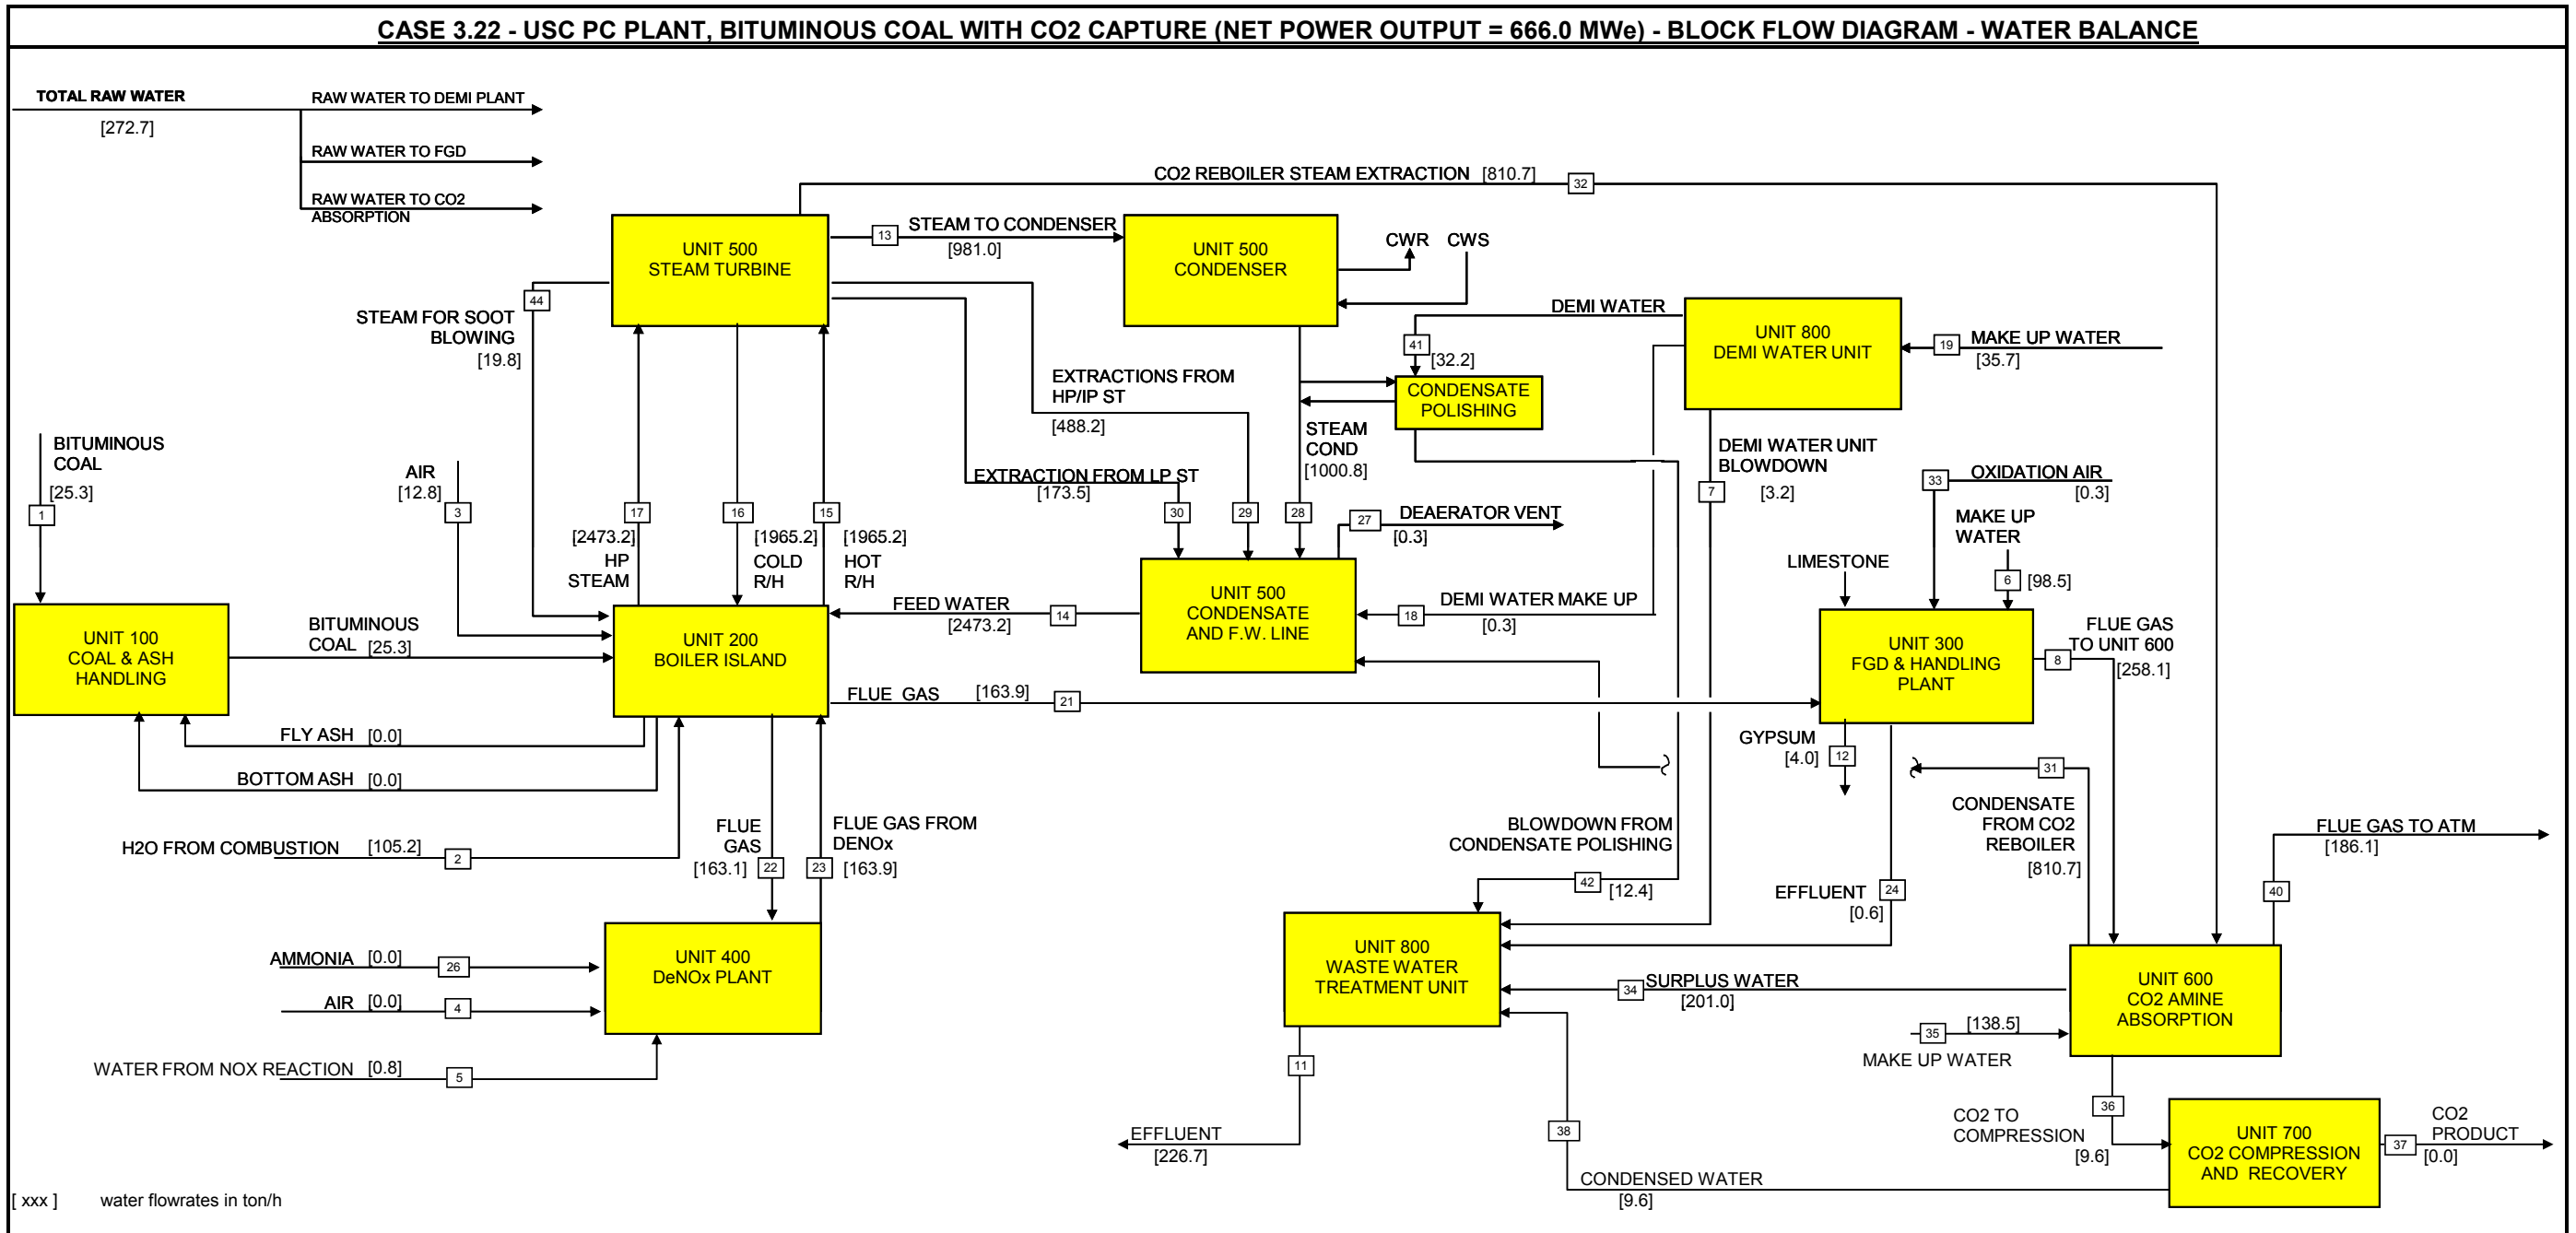 CASE 3.22 - USC PC PLANT, BITUMINOUS COAL WITH CO2 CAPTURE (NET POWER OUTPUT = 666.0 MWe) - BLOCK FLOW DIAGRAM - WATER BALANCE
TOTAL RAW WATER
[272.7]
RAW WATER TO DEMI PLANT
RAW WATER TO FGD
RAW WATER TO CO2
ABSORPTION
CO2 REBOILER STEAM EXTRACTION [810.7]
32
UNIT 500
STEAM TURBINE
13
STEAM TO CONDENSER
[981.0]
UNIT 500
CONDENSER
CWR
CWS
44
STEAM FOR SOOT
BLOWING
[19.8]
DEMI WATER
41
[32.2]
CONDENSATE
POLISHING
UNIT 800
DEMI WATER UNIT
19
MAKE UP WATER
[35.7]
EXTRACTIONS FROM
HP/IP ST
[488.2]
EXTRACTION FROM LP ST
[173.5]
STEAM
COND
[1000.8]
DEMI WATER UNIT
BLOWDOWN
[3.2]
7
BITUMINOUS
COAL
[25.3]
1
AIR
[12.8]
3
17
[2473.2]
HP
STEAM
16
[1965.2]
COLD
R/H
15
[1965.2]
HOT
R/H
30
29
28
27
DEAERATOR VENT
[0.3]
33
OXIDATION AIR
[0.3]
MAKE UP
WATER
6
[98.5]
LIMESTONE
UNIT 100
COAL & ASH
HANDLING
BITUMINOUS
COAL [25.3]
UNIT 200
BOILER ISLAND
FEED WATER
[2473.2]
14
UNIT 500
CONDENSATE
AND F.W. LINE
18
DEMI WATER MAKE UP
[0.3]
UNIT 300
FGD & HANDLING
PLANT
FLUE GAS
TO UNIT 600
8
[258.1]
FLUE GAS [163.9]
21
FLY ASH [0.0]
BOTTOM ASH [0.0]
GYPSUM
[4.0]
12
31
CONDENSATE
FROM CO2
REBOILER
[810.7]
H2O FROM COMBUSTION [105.2]
2
FLUE
GAS
[163.1]
22
23
FLUE GAS FROM
DENOx
[163.9]
BLOWDOWN FROM
CONDENSATE POLISHING
42
[12.4]
EFFLUENT
[0.6]
24
FLUE GAS TO ATM
[186.1]
40
AMMONIA [0.0]
26
AIR [0.0]
4
UNIT 400
DeNOx PLANT
WATER FROM NOX REACTION [0.8]
5
UNIT 800
WASTE WATER
TREATMENT UNIT
34
SURPLUS WATER
[201.0]
UNIT 600
CO2 AMINE
ABSORPTION
35
[138.5]
MAKE UP WATER
11
EFFLUENT
[226.7]
38
CONDENSED WATER
[9.6]
36
CO2 TO
COMPRESSION
[9.6]
UNIT 700
CO2 COMPRESSION
AND RECOVERY
37
CO2
PRODUCT
[0.0]
[ xxx ] water flowrates in ton/h